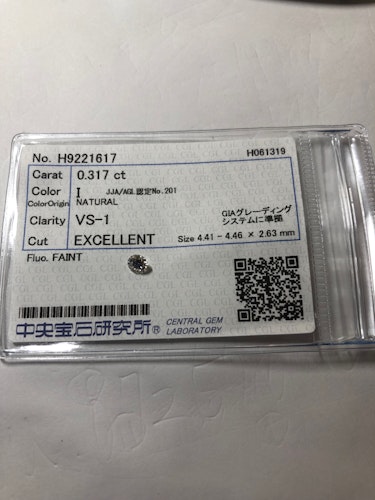 No. H9221617 H061319
Carat 0.317 ct
Color I JJA/AGL認定No.201
ColorOrigin NATURAL
Clarity VS-1 GIAグレーディング
システムに準拠
Cut EXCELLENT Size 4.41 - 4.46 × 2.63 mm
Fluo. FAINT
中央宝石研究所® CENTRAL GEM
LABORATORY